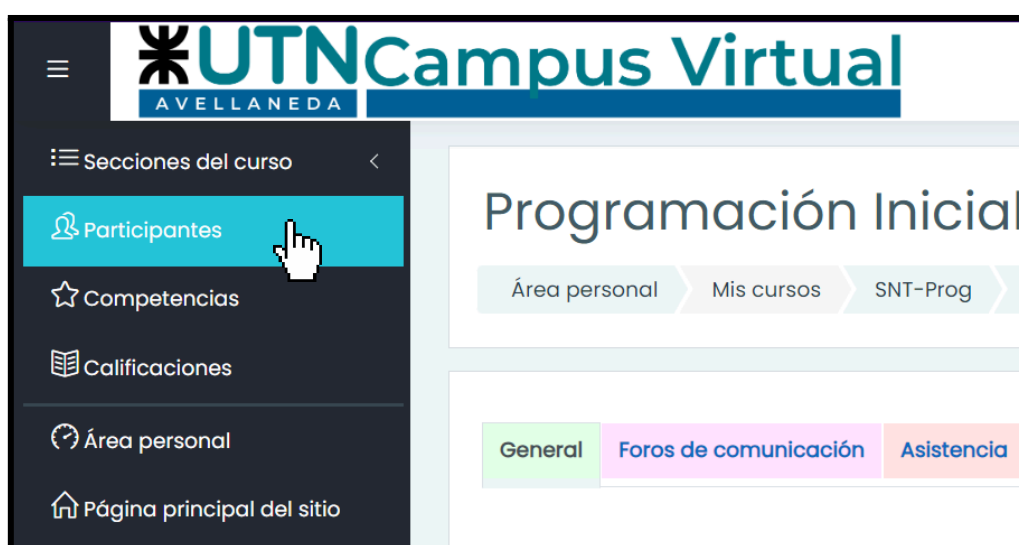 UTN Campus Virtual
AVELLANEDA
Secciones del curso
Participantes
Competencias
Calificaciones
Área personal
Página principal del sitio
Programación Inicial
Área personal Mis cursos SNT-Prog
General Foros de comunicación Asistencia